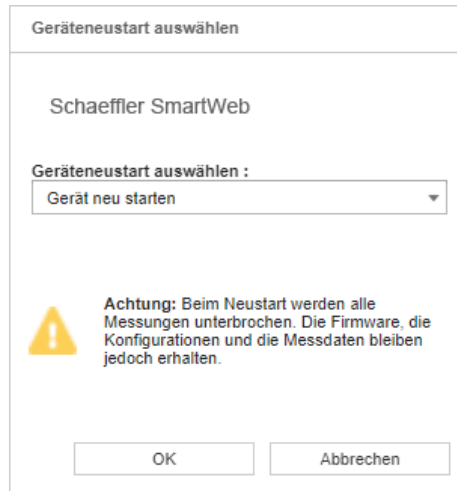 Geräteneustart auswählen
Schaeffler SmartWeb
Geräteneustart auswählen :
Gerät neu starten
Achtung: Beim Neustart werden alle
Messungen unterbrochen. Die Firmware, die
Konfigurationen und die Messdaten bleiben
jedoch erhalten.
OK
Abbrechen